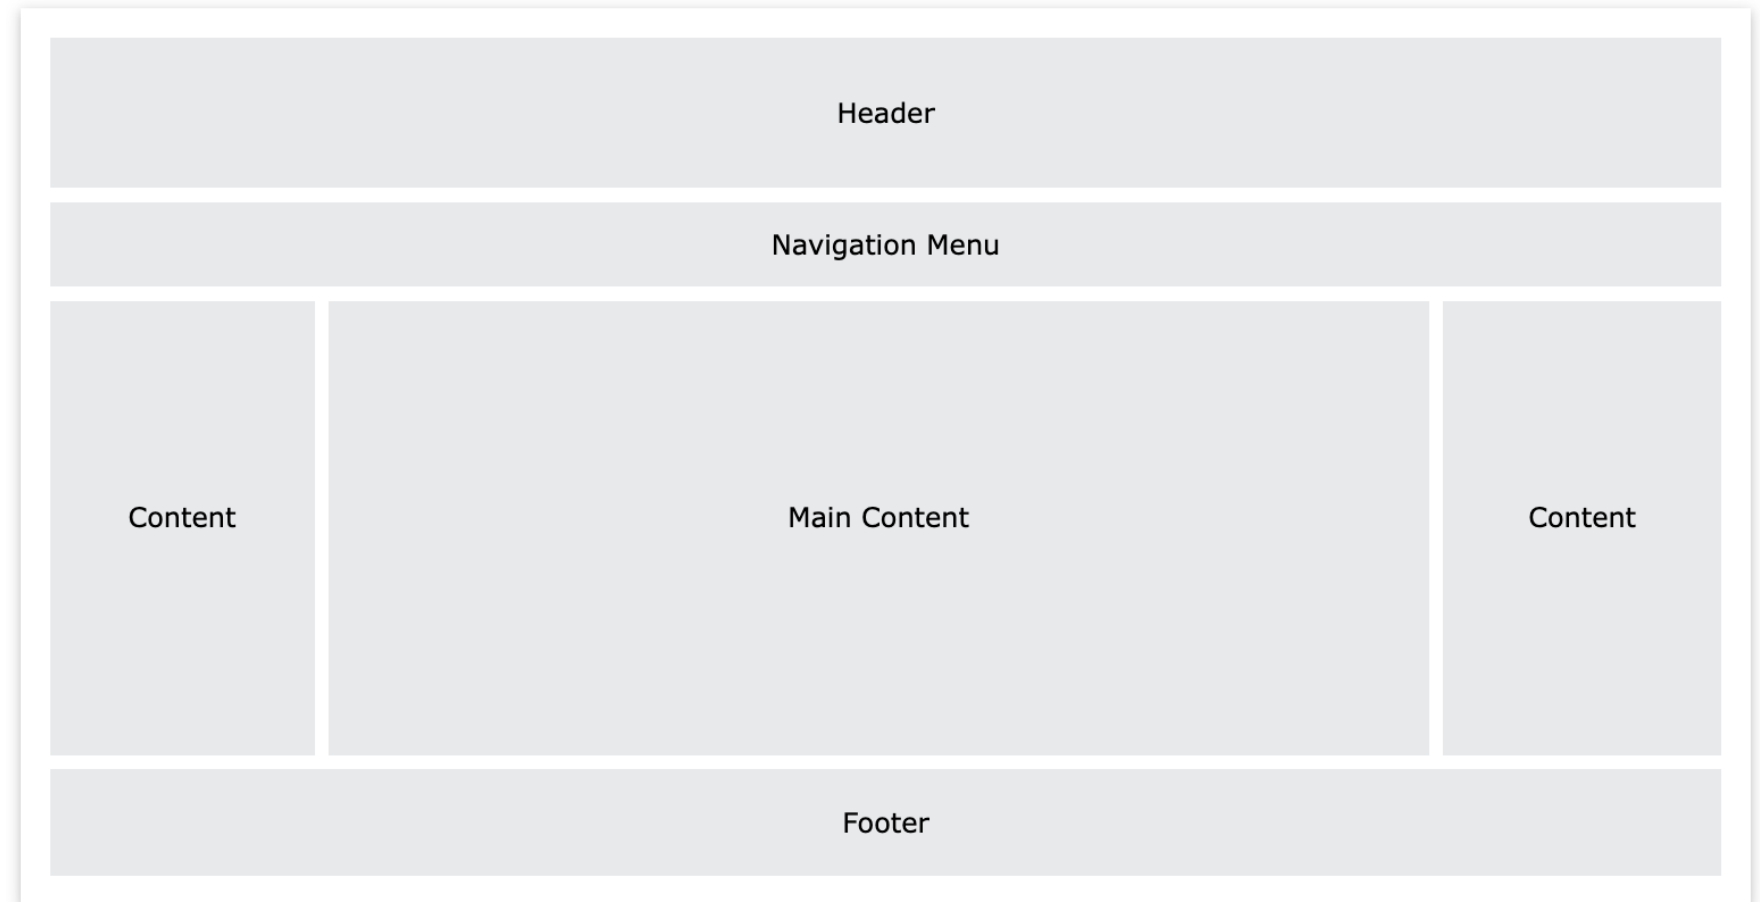 Header
Navigation Menu
Content
Main Content
Content
Footer